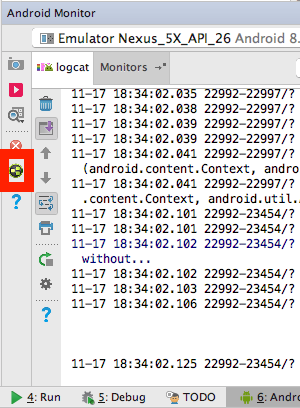 Android Monitor
Emulator Nexus_5X_API_26 Android 8.
logcat Monitors
11-17 18:34:02.035 22992-22997/?
11-17 18:34:02.038 22992-22997/?
11-17 18:34:02.039 22992-22997/?
11-17 18:34:02.039 22992-22997/?
11-17 18:34:02.041 22992-22997/?
(android.content.Context, andro
11-17 18:34:02.041 22992-22997/?
.content.Context, android.util.
11-17 18:34:02.101 22992-23454/?
11-17 18:34:02.101 22992-23454/?
11-17 18:34:02.102 22992-23454/?
without...
11-17 18:34:02.102 22992-23454/?
11-17 18:34:02.103 22992-23454/?
11-17 18:34:02.106 22992-23454/?
11-17 18:34:02.125 22992-23454/?
4: Run 5: Debug TODO 6: Andro